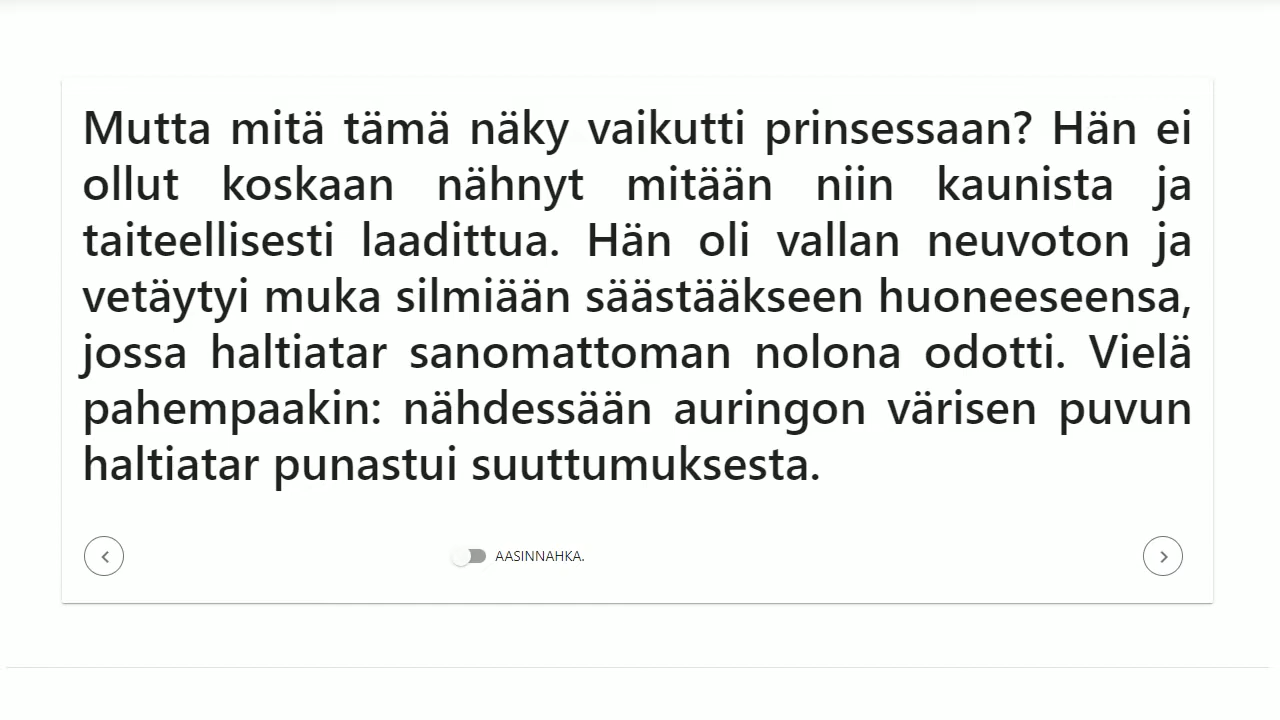 Mutta mitä tämä näky vaikutti prinsessaan? Hän ei
ollut koskaan nähnyt mitään niin kaunista ja
taiteellisesti laadittua. Hän oli vallan neuvoton ja
vetäytyi muka silmiään säästääkseen huoneeseensa,
jossa haltiatar sanomattoman nolona odotti. Vielä
pahempaakin: nähdessään auringon värisen puvun
haltiatar punastui suuttumuksesta.
AASINNAHKA.